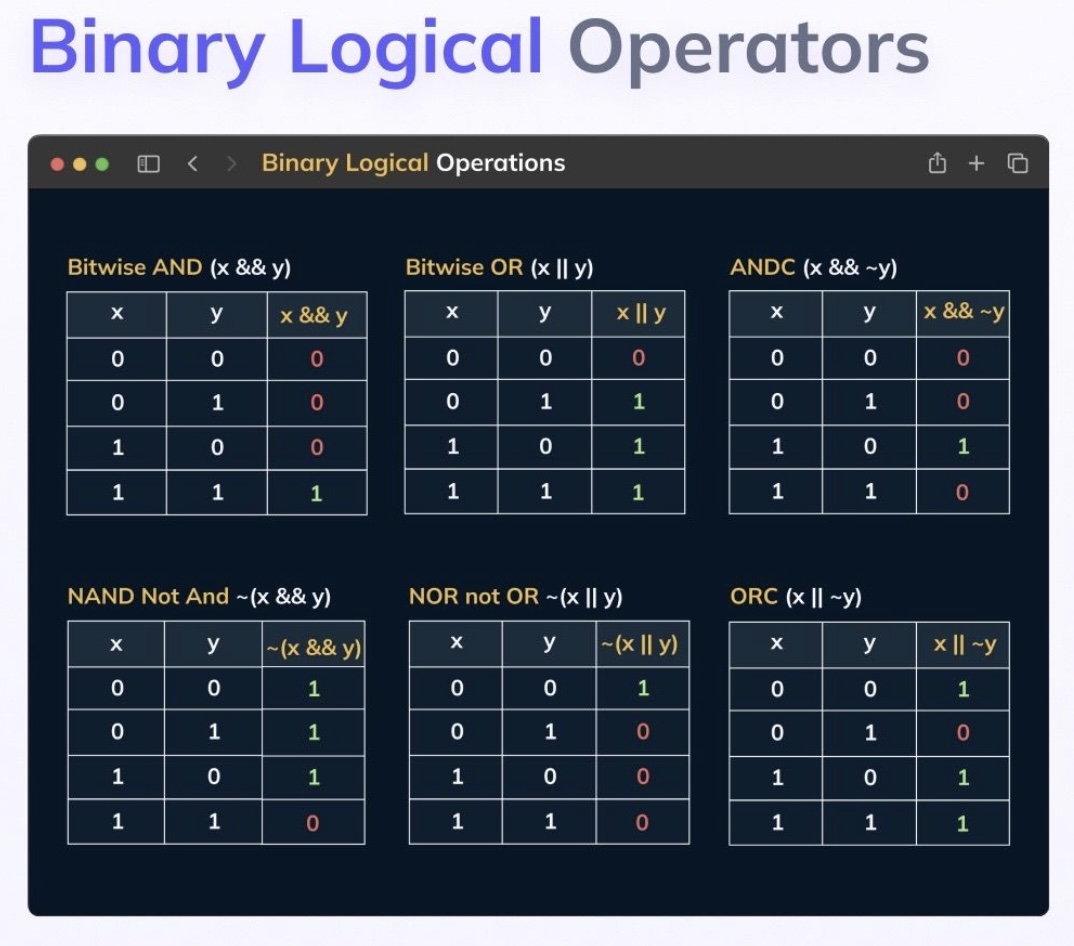 Binary Logical Operators
Binary Logical Operations
Bitwise AND (x && y)
x y x && y
0 0 0
0 1 0
1 0 0
1 1 1
Bitwise OR (x || y)
x y x || y
0 0 0
0 1 1
1 0 1
1 1 1
ANDC (x && ~y)
x y x && ~y
0 0 0
0 1 0
1 0 1
1 1 0
NAND Not And ~(x && y)
x y ~(x && y)
0 0 1
0 1 1
1 0 1
1 1 0
NOR not OR ~(x || y)
x y ~(x || y)
0 0 1
0 1 0
1 0 0
1 1 0
ORC (x || ~y)
x y x || ~y
0 0 1
0 1 0
1 0 1
1 1 1